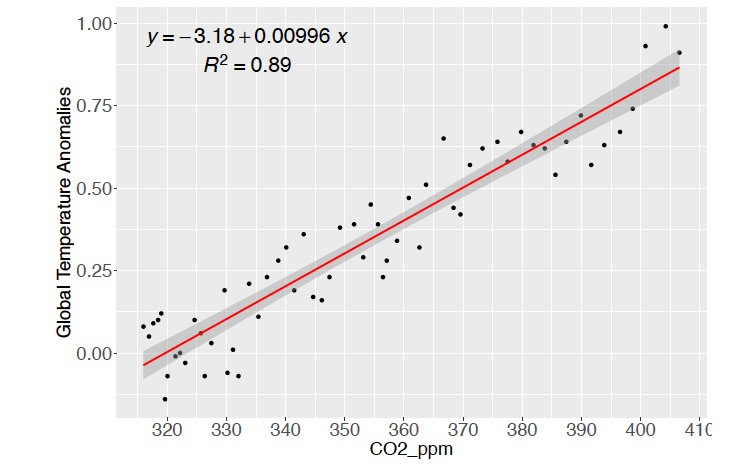 y = −3.18 + 0.00996 x
R² = 0.89
1.00
0.75
0.50
0.25
0.00
Global Temperature Anomalies
320 330 340 350 360 370 380 390 400 410
CO2_ppm